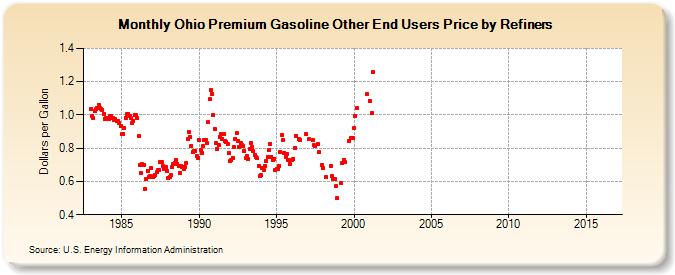 Monthly Ohio Premium Gasoline Other End Users Price by Refiners
Dollars per Gallon
1.4
1.2
1.0
0.8
0.6
0.4
1985 1990 1995 2000 2005 2010 2015
Source: U.S. Energy Information Administration